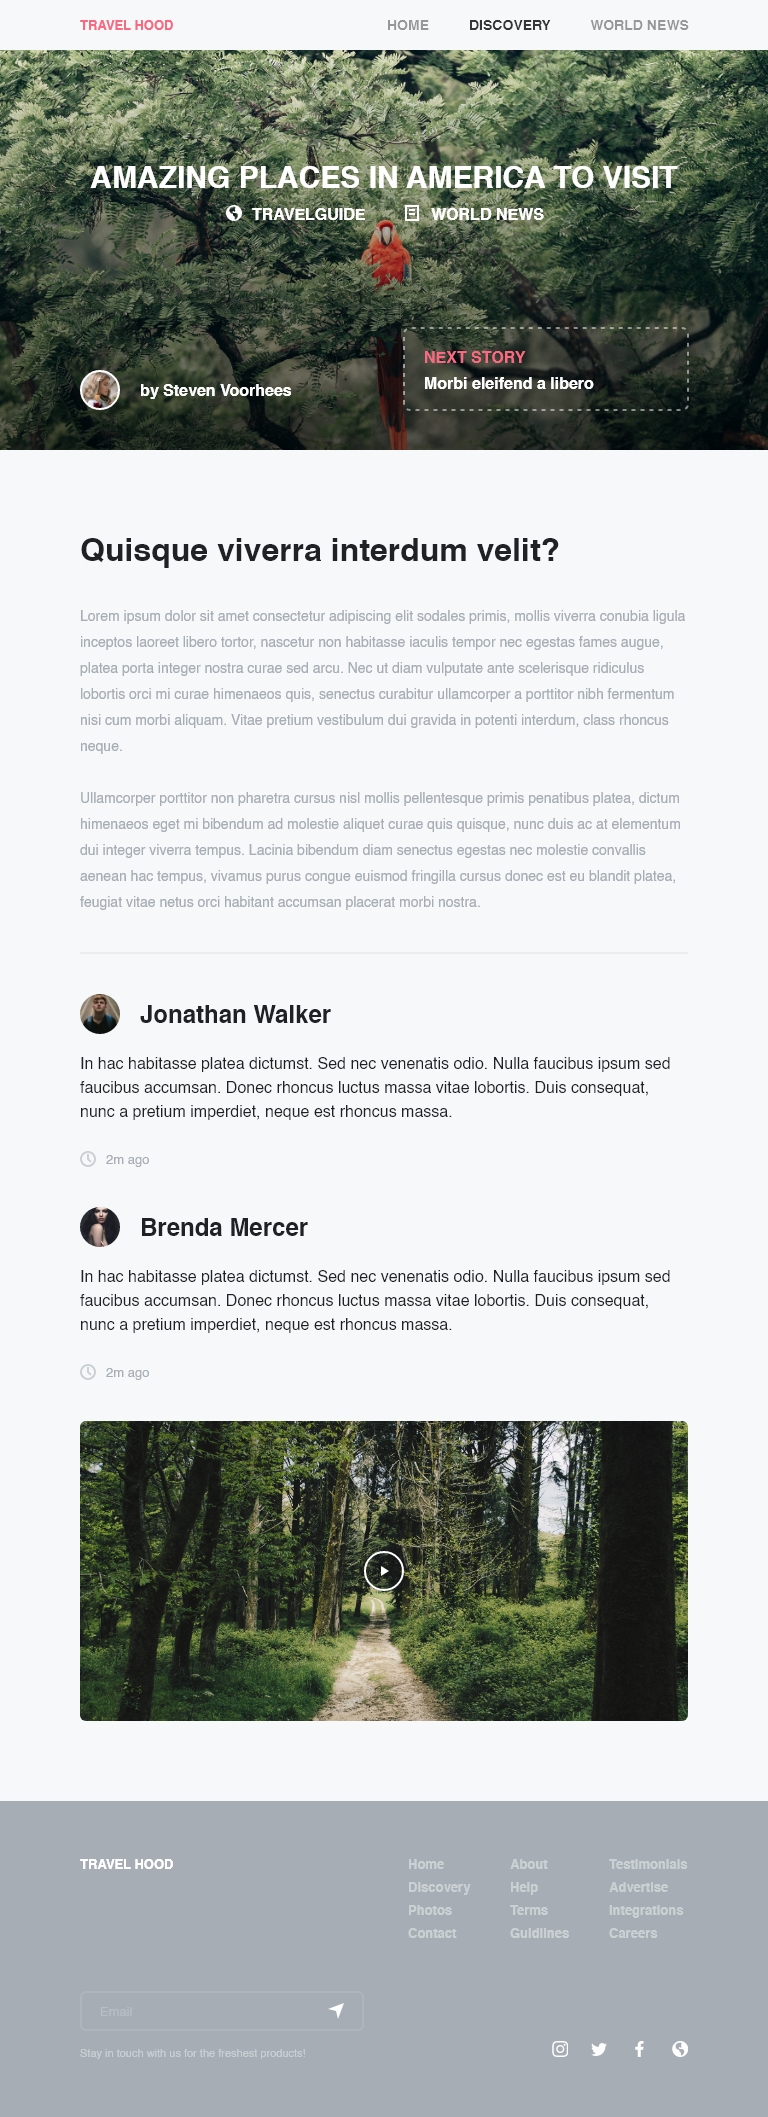 TRAVEL HOOD
HOME DISCOVERY WORLD NEWS
AMAZING PLACES IN AMERICA TO VISIT
TRAVELGUIDE WORLD NEWS
by Steven Voorhees
NEXT STORY
Morbi eleifend a libero
Quisque viverra interdum velit?
Lorem ipsum dolor sit amet consectetur adipiscing elit sodales primis, mollis viverra conubia ligula
inceptos laoreet libero tortor, nascetur non habitasse iaculis tempor nec egestas fames augue,
platea porta integer nostra curae sed arcu. Nec ut diam vulputate ante scelerisque ridiculus
lobortis orci mi curae himenaeos quis, senectus curabitur ullamcorper a porttitor nibh fermentum
nisi cum morbi aliquam. Vitae pretium vestibulum dui gravida in potenti interdum, class rhoncus
neque.
Ullamcorper porttitor non pharetra cursus nisl mollis pellentesque primis penatibus platea, dictum
himenaeos eget mi bibendum ad molestie aliquet curae quis quisque, nunc duis ac at elementum
dui integer viverra tempus. Lacinia bibendum diam senectus egestas nec molestie convallis
aenean hac tempus, vivamus purus congue euismod fringilla cursus donec est eu blandit platea,
feugiat vitae netus orci habitant accumsan placerat morbi nostra.
Jonathan Walker
In hac habitasse platea dictumst. Sed nec venenatis odio. Nulla faucibus ipsum sed
faucibus accumsan. Donec rhoncus luctus massa vitae lobortis. Duis consequat,
nunc a pretium imperdiet, neque est rhoncus massa.
2m ago
Brenda Mercer
In hac habitasse platea dictumst. Sed nec venenatis odio. Nulla faucibus ipsum sed
faucibus accumsan. Donec rhoncus luctus massa vitae lobortis. Duis consequat,
nunc a pretium imperdiet, neque est rhoncus massa.
2m ago
TRAVEL HOOD
Home About Testimonials
Discovery Help Advertise
Photos Terms Integrations
Contact Guidlines Careers
Email
Stay in touch with us for the freshest products!